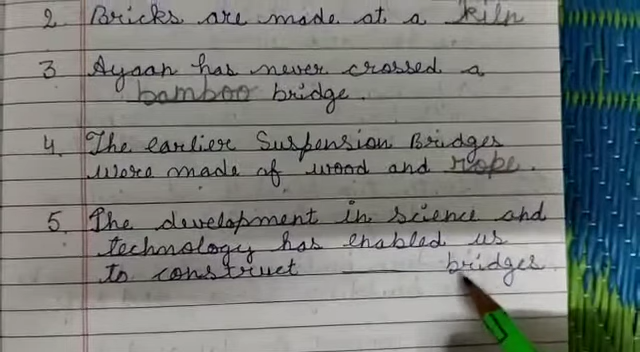 2. Bricks are made at a kiln
3 Ayaan has never crossed a
bamboo bridge.
4. The earlier Suspension Bridges
were made of wood and rope.
5. The development in science and
technology has enabled us
to construct ____ bridges.